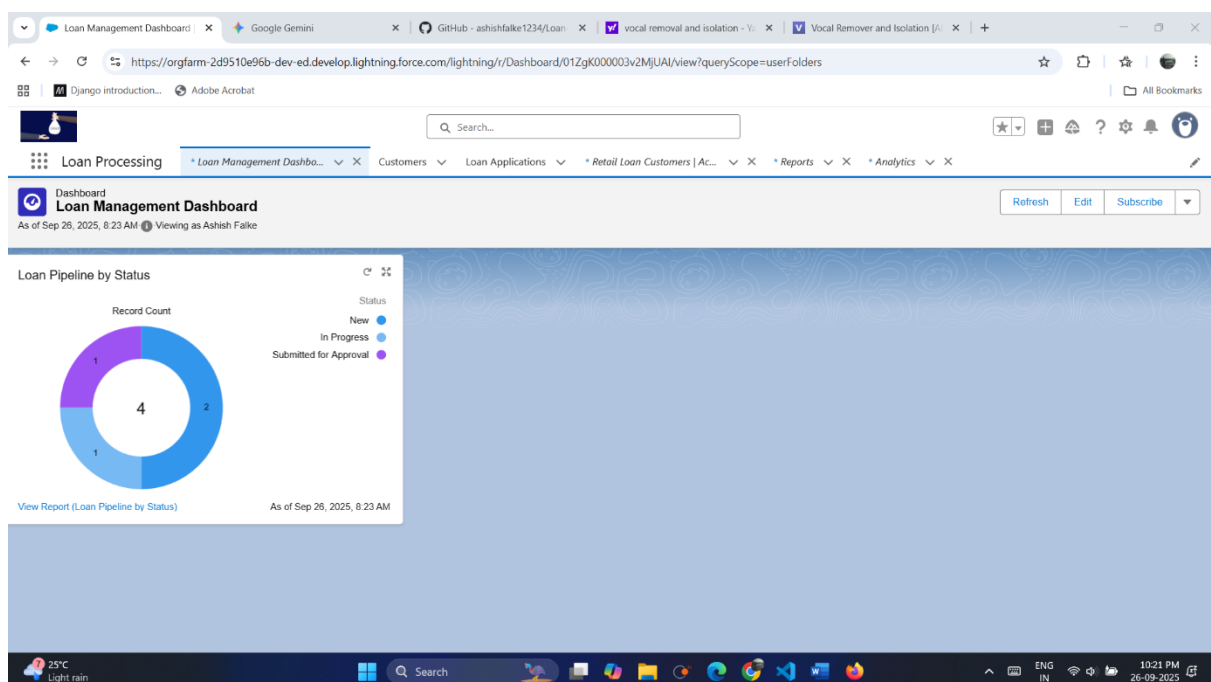 Loan Management Dashboard
Google Gemini
GitHub - ashishfalke1234/Loan
vocal removal and isolation - Y
Vocal Remover and Isolation [A
https://orgfarm-2d9510e96b-dev-ed.develop.lightning.force.com/lightning/r/Dashboard/01ZgK000003v2MjUAI/view?queryScope=userFolders
Django introduction...
Adobe Acrobat
All Bookmarks
Search...
Loan Processing
* Loan Management Dashbo...
Customers
Loan Applications
* Retail Loan Customers | Ac...
* Reports
* Analytics
Dashboard
Loan Management Dashboard
As of Sep 26, 2025, 8:23 AM Viewing as Ashish Falke
Refresh
Edit
Subscribe
Loan Pipeline by Status
Record Count
Status
New
In Progress
Submitted for Approval
1
4
2
1
View Report (Loan Pipeline by Status)
As of Sep 26, 2025, 8:23 AM
7
25°C
Light rain
Search
ENG
IN
10:21 PM
26-09-2025